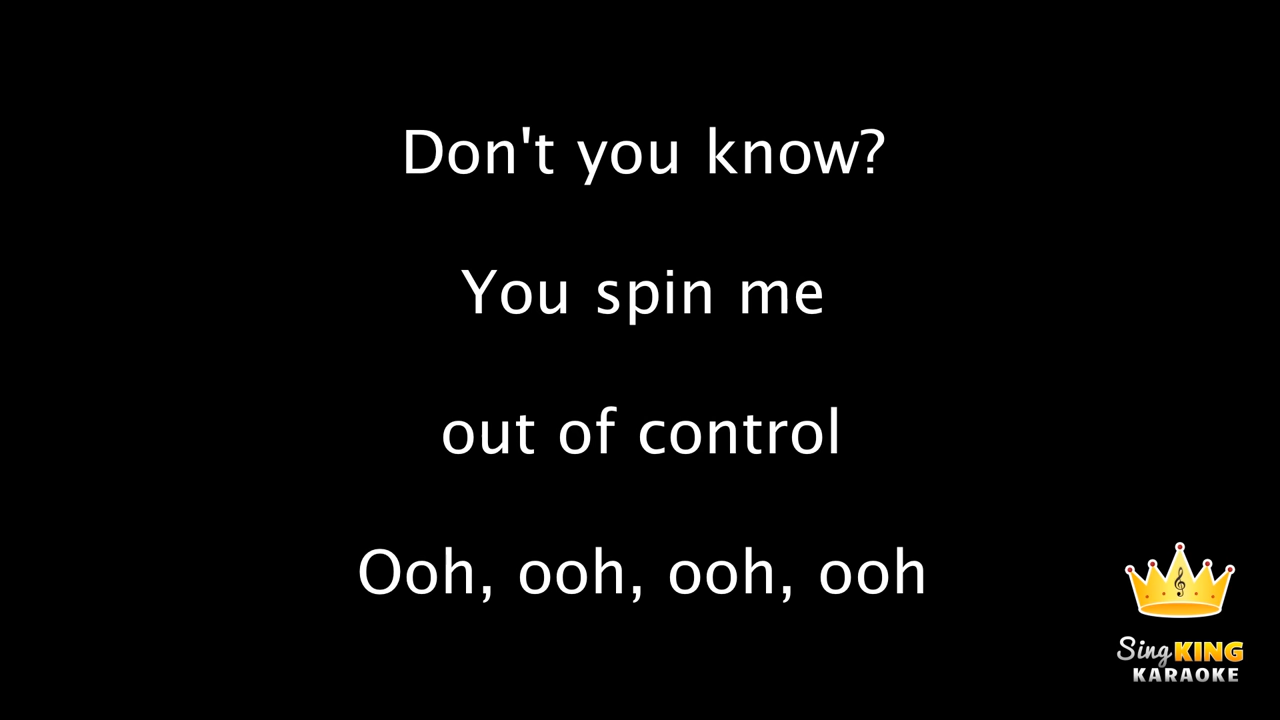 Don't you know?
You spin me
out of control
Ooh, ooh, ooh, ooh
Sing KING
KARAOKE